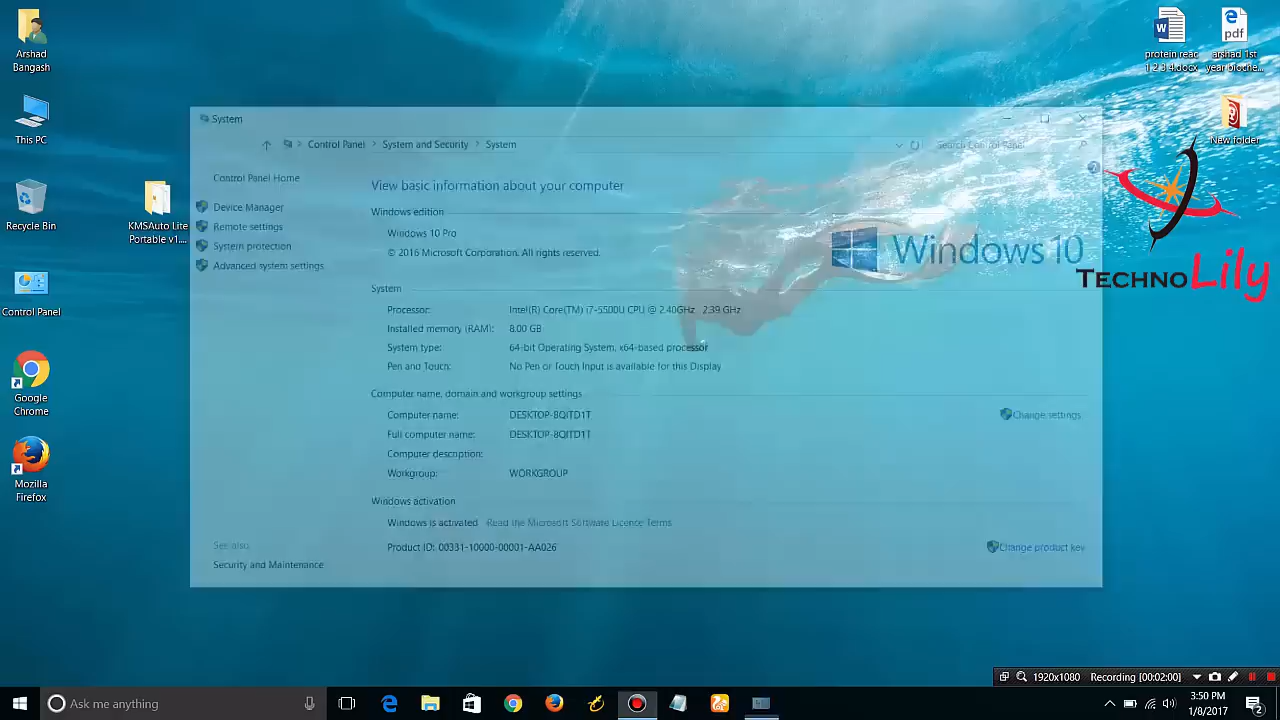 Arshad
Bangash
This PC
Recycle Bin
KMSAuto Lite
Portable v1....
Control Panel
Google
Chrome
Mozilla
Firefox
protein reac
1 2 3 4.docx
pdf
arshad 1st
year bioche...
New folder
TECHNOLily
System
Control Panel > System and Security > System
Search Control Panel
Control Panel Home
Device Manager
Remote settings
System protection
Advanced system settings
See also
Security and Maintenance
View basic information about your computer
Windows edition
Windows 10 Pro
© 2016 Microsoft Corporation. All rights reserved.
Windows 10
System
Processor: Intel(R) Core(TM) i7-5500U CPU @ 2.40GHz 2.39 GHz
Installed memory (RAM): 8.00 GB
System type: 64-bit Operating System, x64-based processor
Pen and Touch: No Pen or Touch Input is available for this Display
Computer name, domain and workgroup settings
Computer name: DESKTOP-8QITD1T
Change settings
Full computer name: DESKTOP-8QITD1T
Computer description:
Workgroup: WORKGROUP
Windows activation
Windows is activated Read the Microsoft Software Licence Terms
Product ID: 00331-10000-00001-AA026
Change product key
1920x1080 Recording [00:02:00]
Ask me anything
3:50 PM
1/8/2017
2